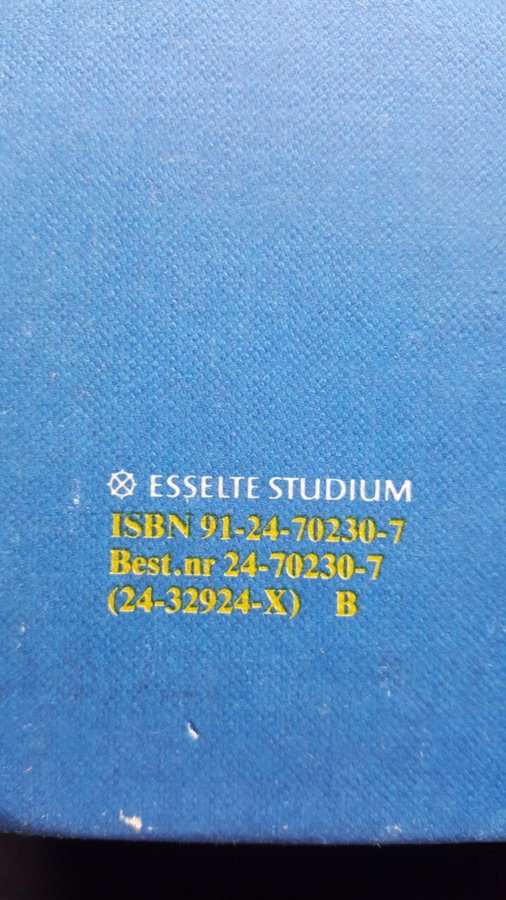 ESSELTE STUDIUM
ISBN 91-24-70230-7
Best.nr 24-70230-7
(24-32924-X) B